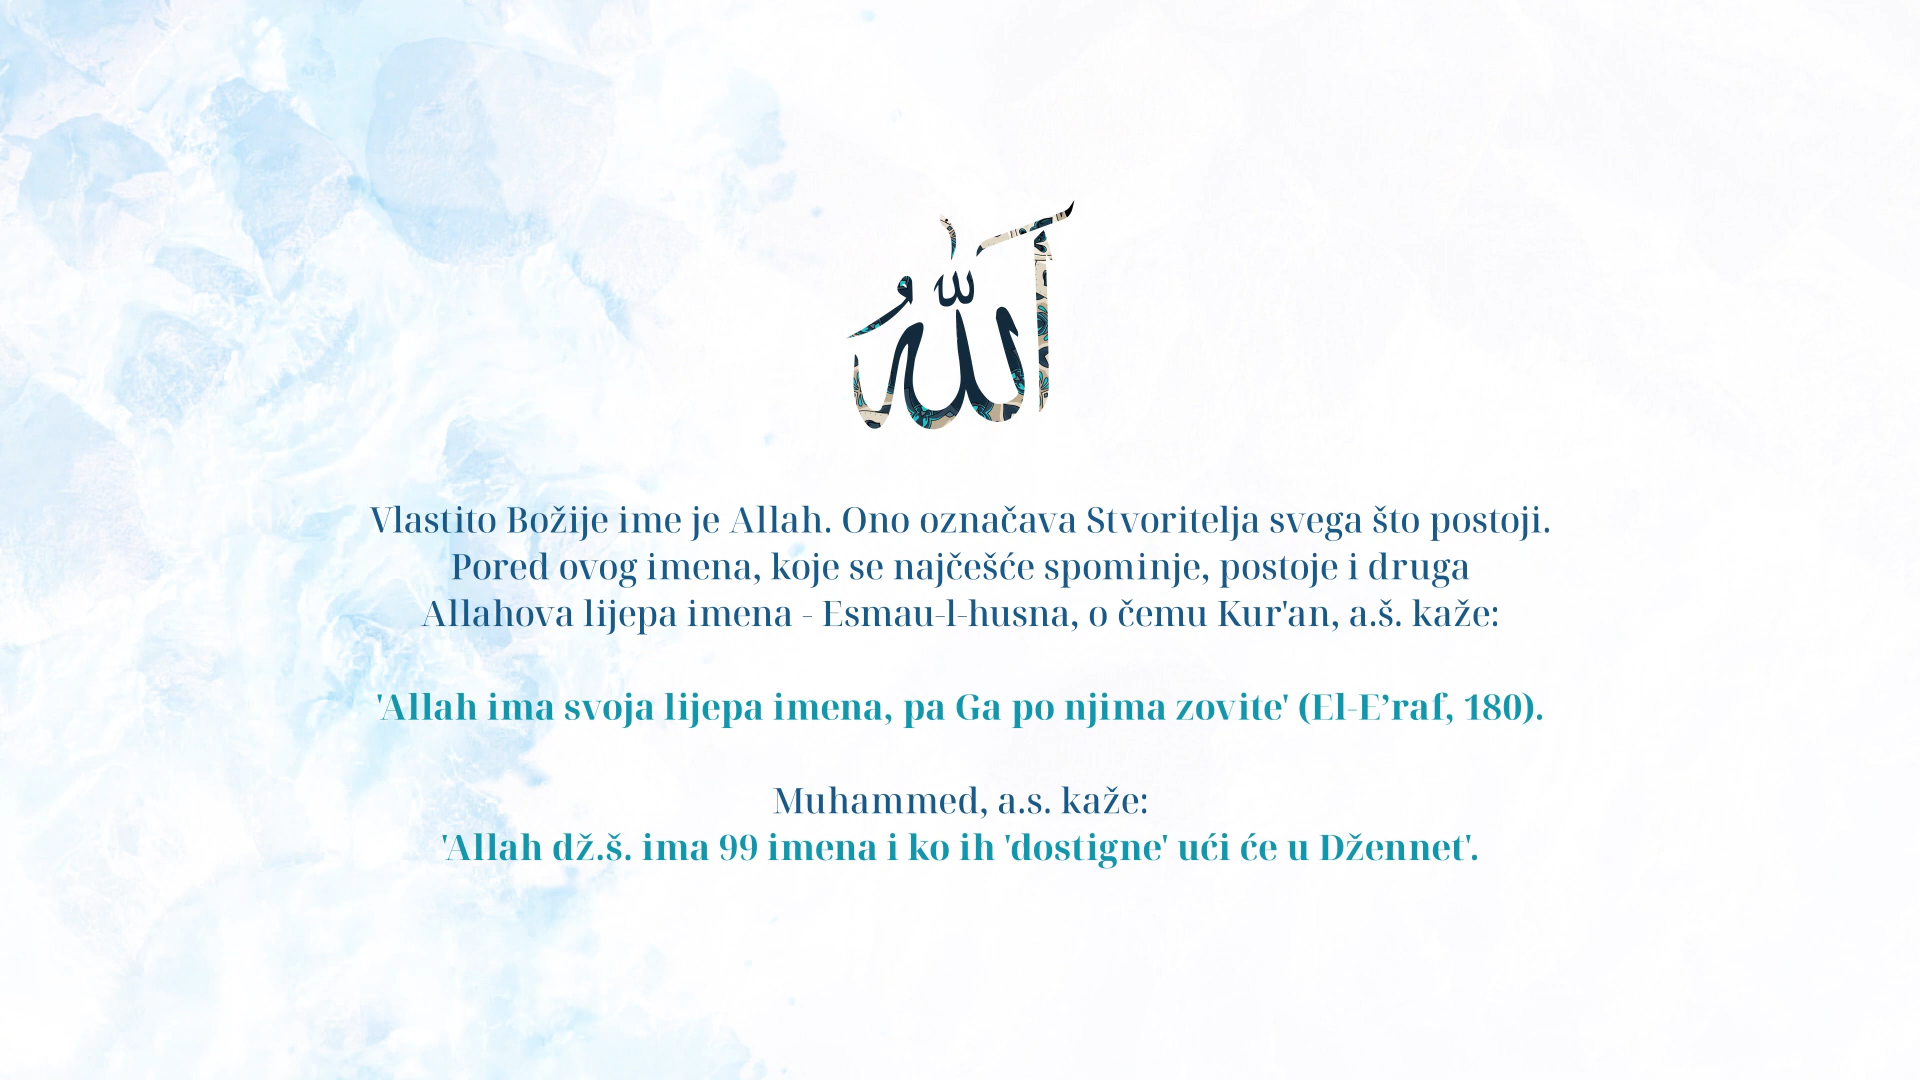 اَللّٰهُ
Vlastito Božije ime je Allah. Ono označava Stvoritelja svega što postoji.
Pored ovog imena, koje se najčešće spominje, postoje i druga
Allahova lijepa imena - Esmau-l-husna, o čemu Kur'an, a.š. kaže:
'Allah ima svoja lijepa imena, pa Ga po njima zovite' (El-E’raf, 180).
Muhammed, a.s. kaže:
'Allah dž.š. ima 99 imena i ko ih 'dostigne' ući će u Džennet'.